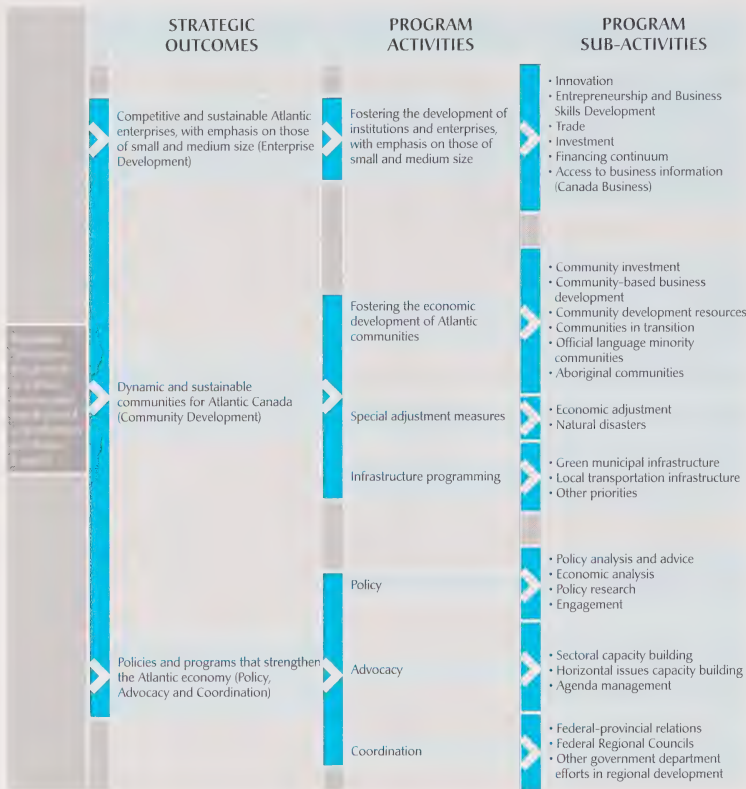 STRATEGIC
OUTCOMES
PROGRAM
ACTIVITIES
PROGRAM
SUB-ACTIVITIES
Competitive and sustainable Atlantic
enterprises, with emphasis on those
of small and medium size (Enterprise
Development)
Fostering the development of
institutions and enterprises,
with emphasis on those of
small and medium size
• Innovation
• Entrepreneurship and Business
Skills Development
• Trade
• Investment
• Financing continuum
• Access to business information
(Canada Business)
Dynamic and sustainable
communities for Atlantic Canada
(Community Development)
Fostering the economic
development of Atlantic
communities
• Community investment
• Community-based business
development
• Community development resources
• Communities in transition
• Official language minority
communities
• Aboriginal communities
Special adjustment measures
• Economic adjustment
• Natural disasters
Infrastructure programming
• Green municipal infrastructure
• Local transportation infrastructure
• Other priorities
Policies and programs that strengthen
the Atlantic economy (Policy,
Advocacy and Coordination)
Policy
• Policy analysis and advice
• Economic analysis
• Policy research
• Engagement
Advocacy
• Sectoral capacity building
• Horizontal issues capacity building
• Agenda management
Coordination
• Federal-provincial relations
• Federal Regional Councils
• Other government department
efforts in regional development